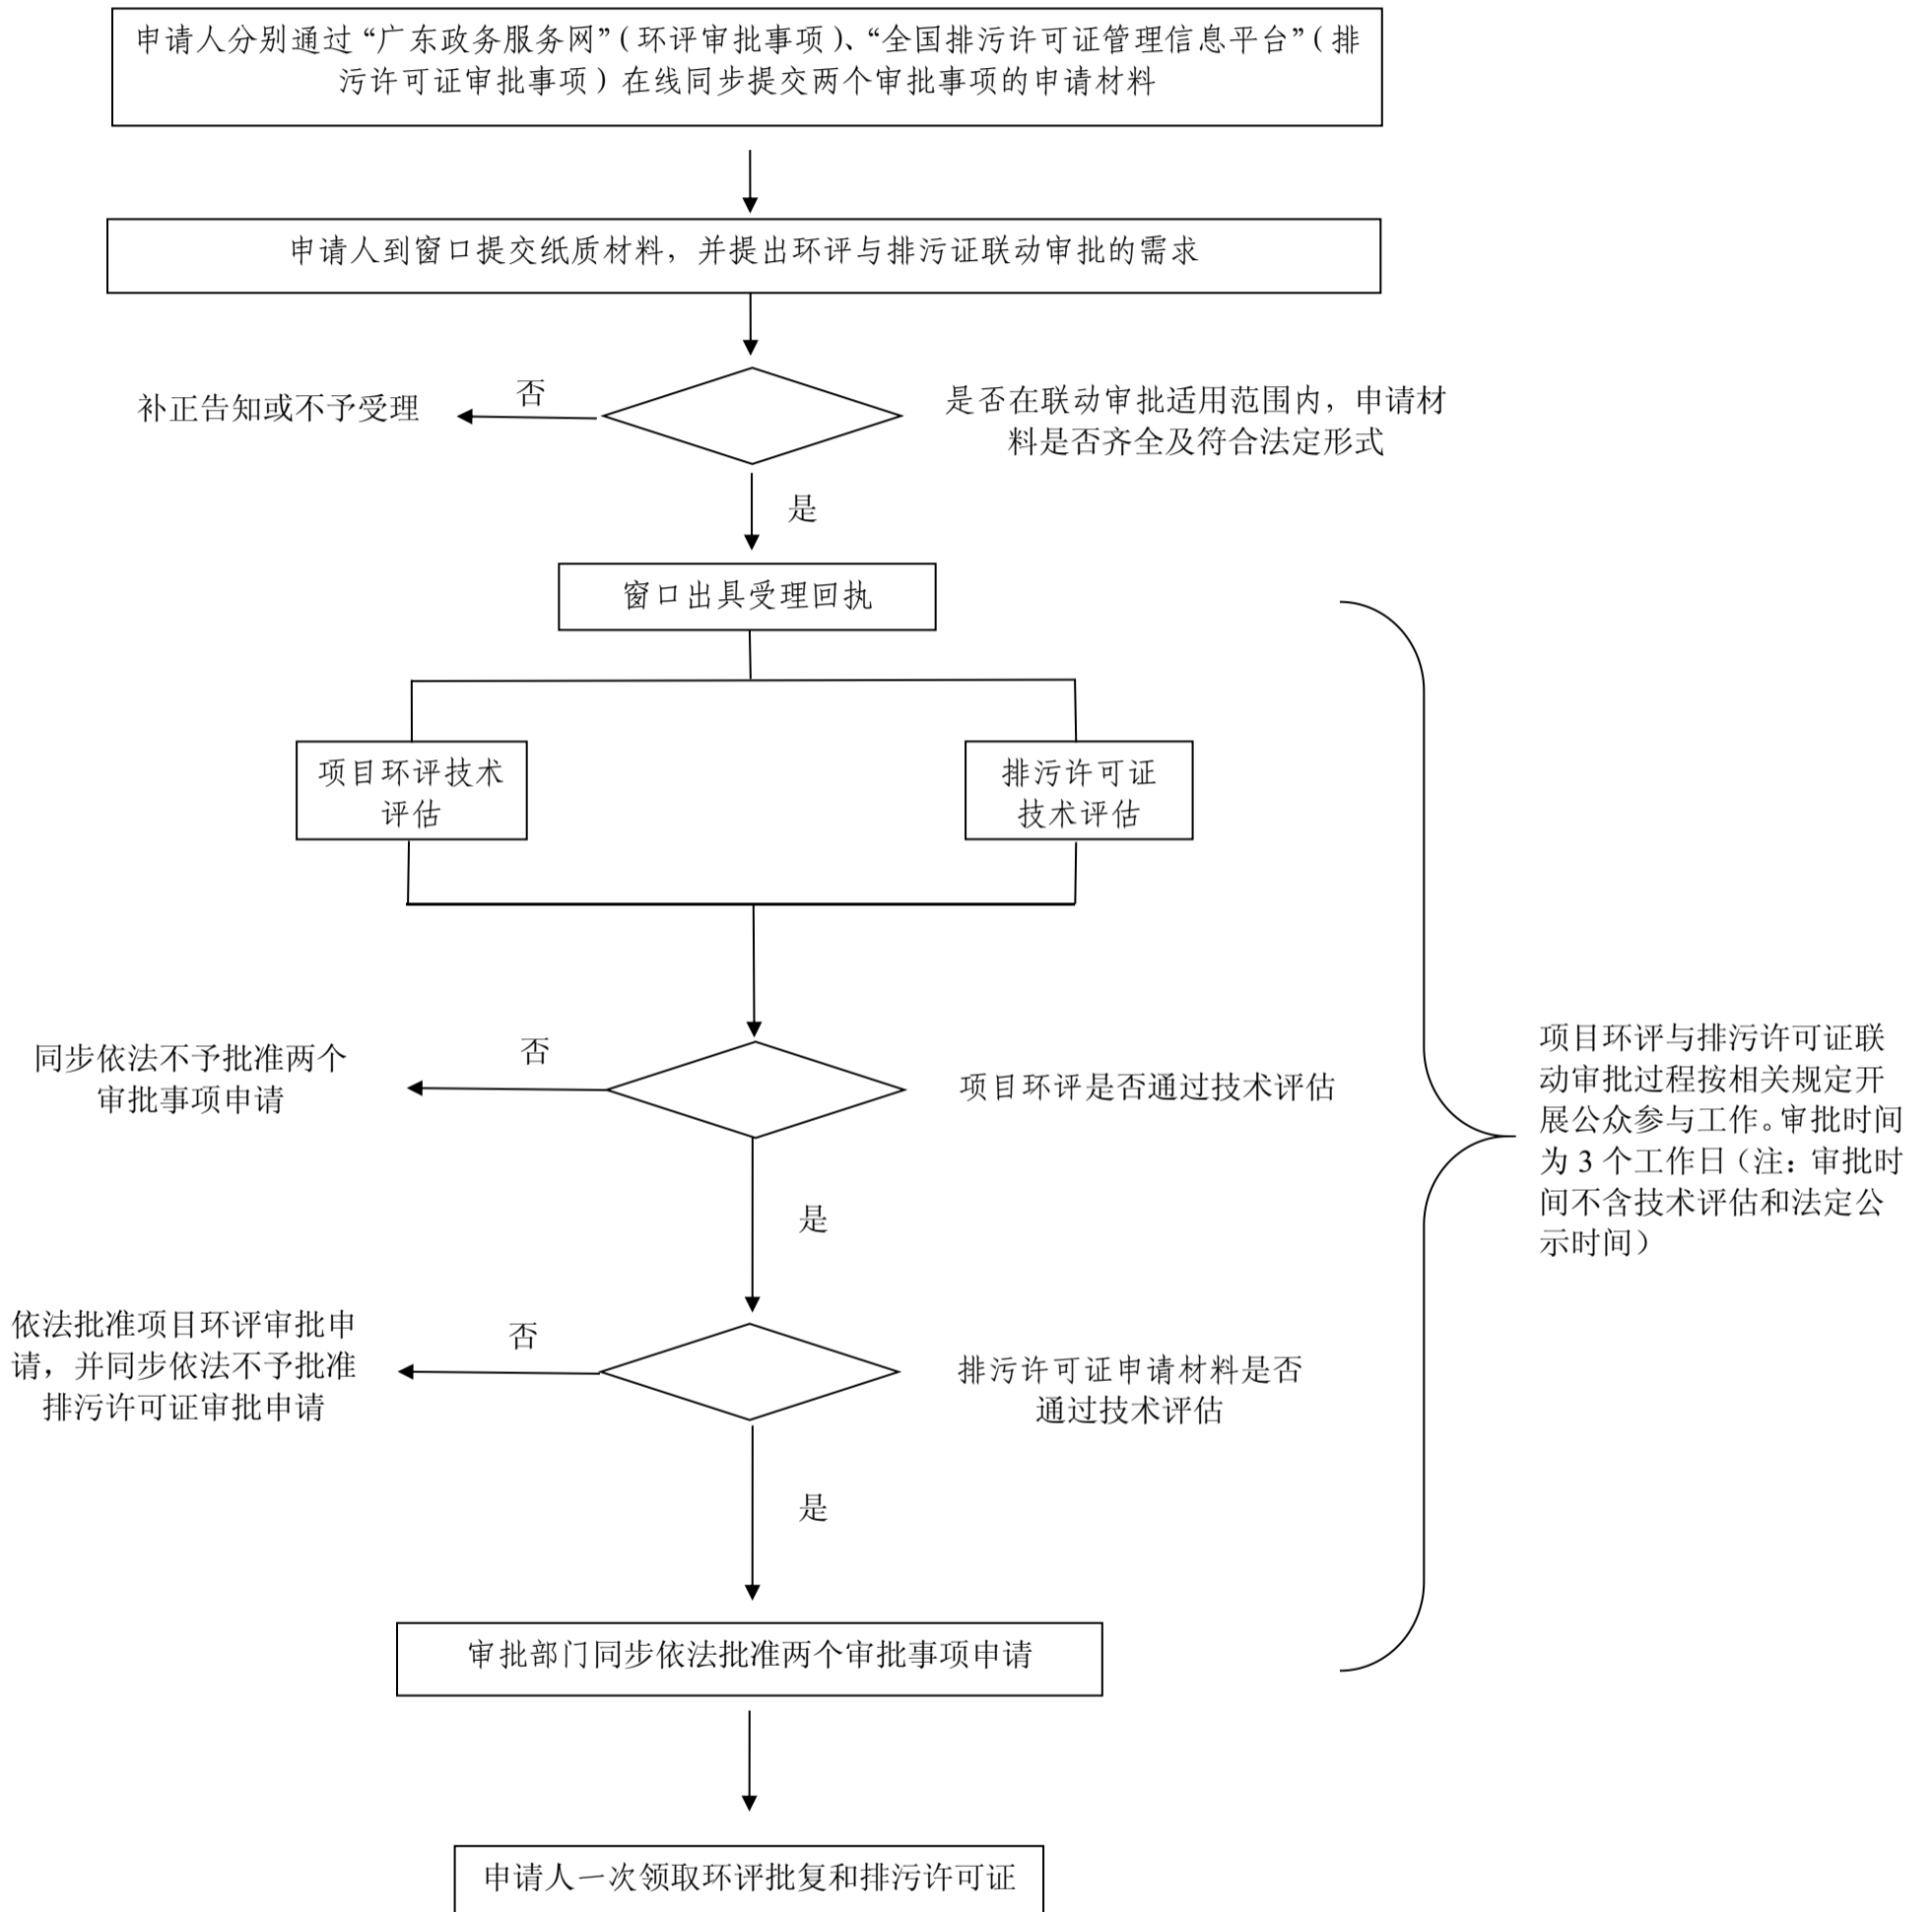 申请人分别通过“广东政务服务网”（环评审批事项）、“全国排污许可证管理信息平台”（排
污许可证审批事项）在线同步提交两个审批事项的申请材料
申请人到窗口提交纸质材料，并提出环评与排污证联动审批的需求
补正告知或不予受理
否
是否在联动审批适用范围内，申请材
料是否齐全及符合法定形式
是
窗口出具受理回执
项目环评技术
评估
排污许可证
技术评估
同步依法不予批准两个
审批事项申请
否
项目环评是否通过技术评估
是
依法批准项目环评审批申
请，并同步依法不予批准
排污许可证审批申请
否
排污许可证申请材料是否
通过技术评估
是
审批部门同步依法批准两个审批事项申请
申请人一次领取环评批复和排污许可证
项目环评与排污许可证联
动审批过程按相关规定开
展公众参与工作。审批时间
为 3 个工作日（注：审批时
间不含技术评估和法定公
示时间）